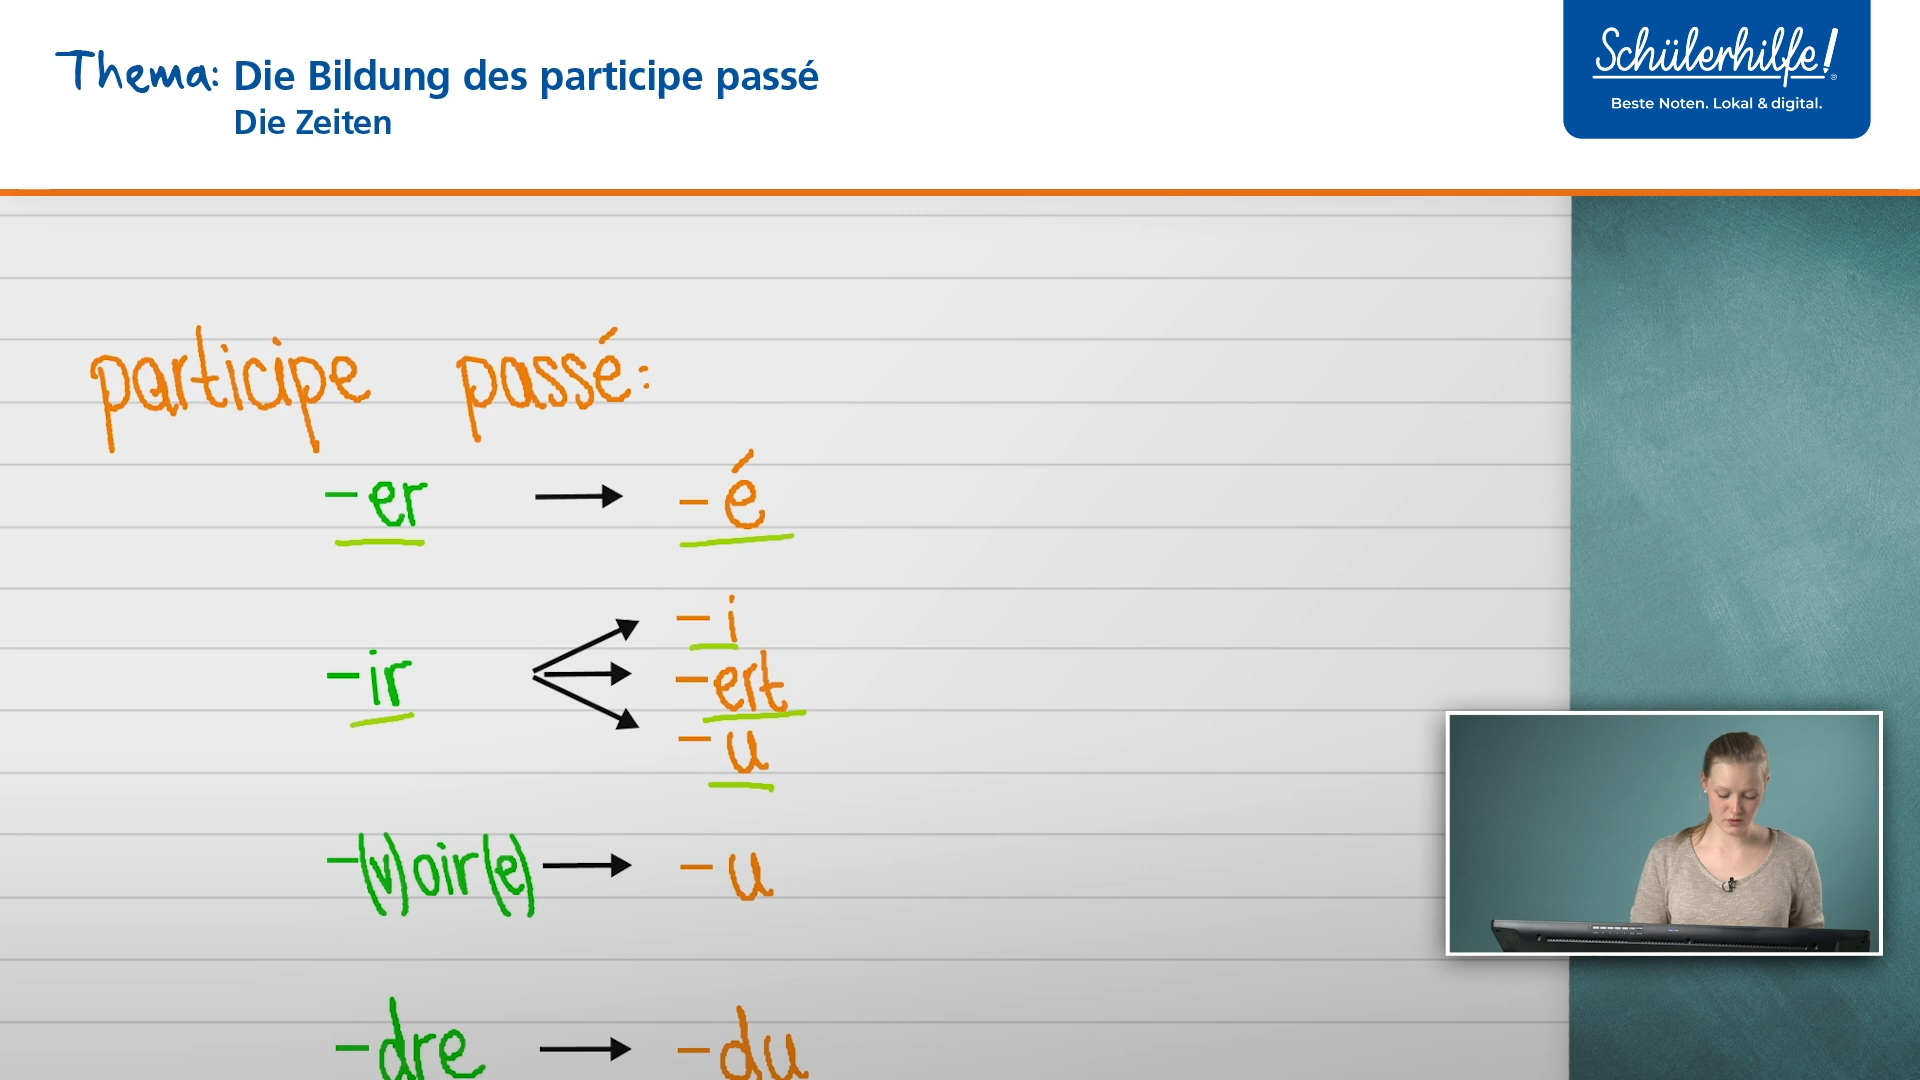 Thema: Die Bildung des participe passé
Die Zeiten
Schülerhilfe!
®
Beste Noten. Lokal & digital.
participe passé:
-er → -é
-i
-ir → -ert
-u
-(v)oir(e) → -u
-dre → -du